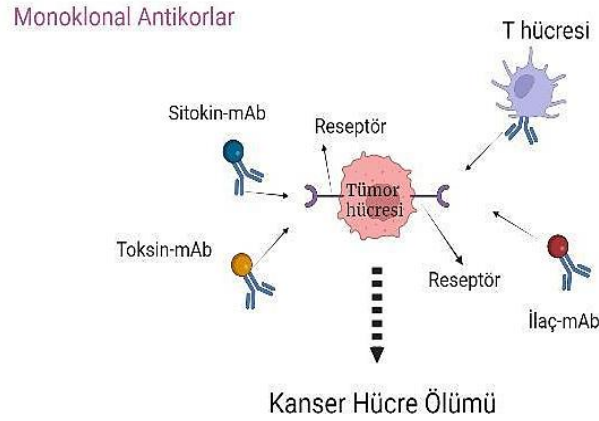 Monoklonal Antikorlar
T hücresi
Sitokin-mAb
Reseptör
Tümor
hücresi
Toksin-mAb
Reseptör
İlaç-mAb
Kanser Hücre Ölümü